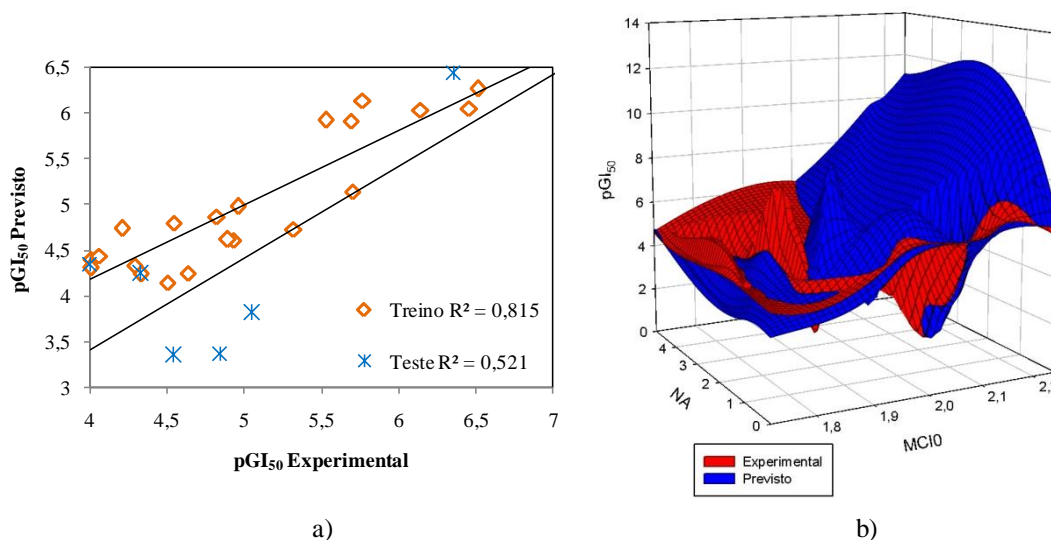 6,5
6
5,5
5
4,5
4
3,5
3
pGI₅₀ Previsto
Treino R² = 0,815
Teste R² = 0,521
4
4,5
5
5,5
6
6,5
7
pGI₅₀ Experimental
a)
14
12
10
8
6
4
2
0
pGI₅₀
4
3
2
1
0
NA
1,8
1,9
2,0
2,1
MCI0
Experimental
Previsto
b)